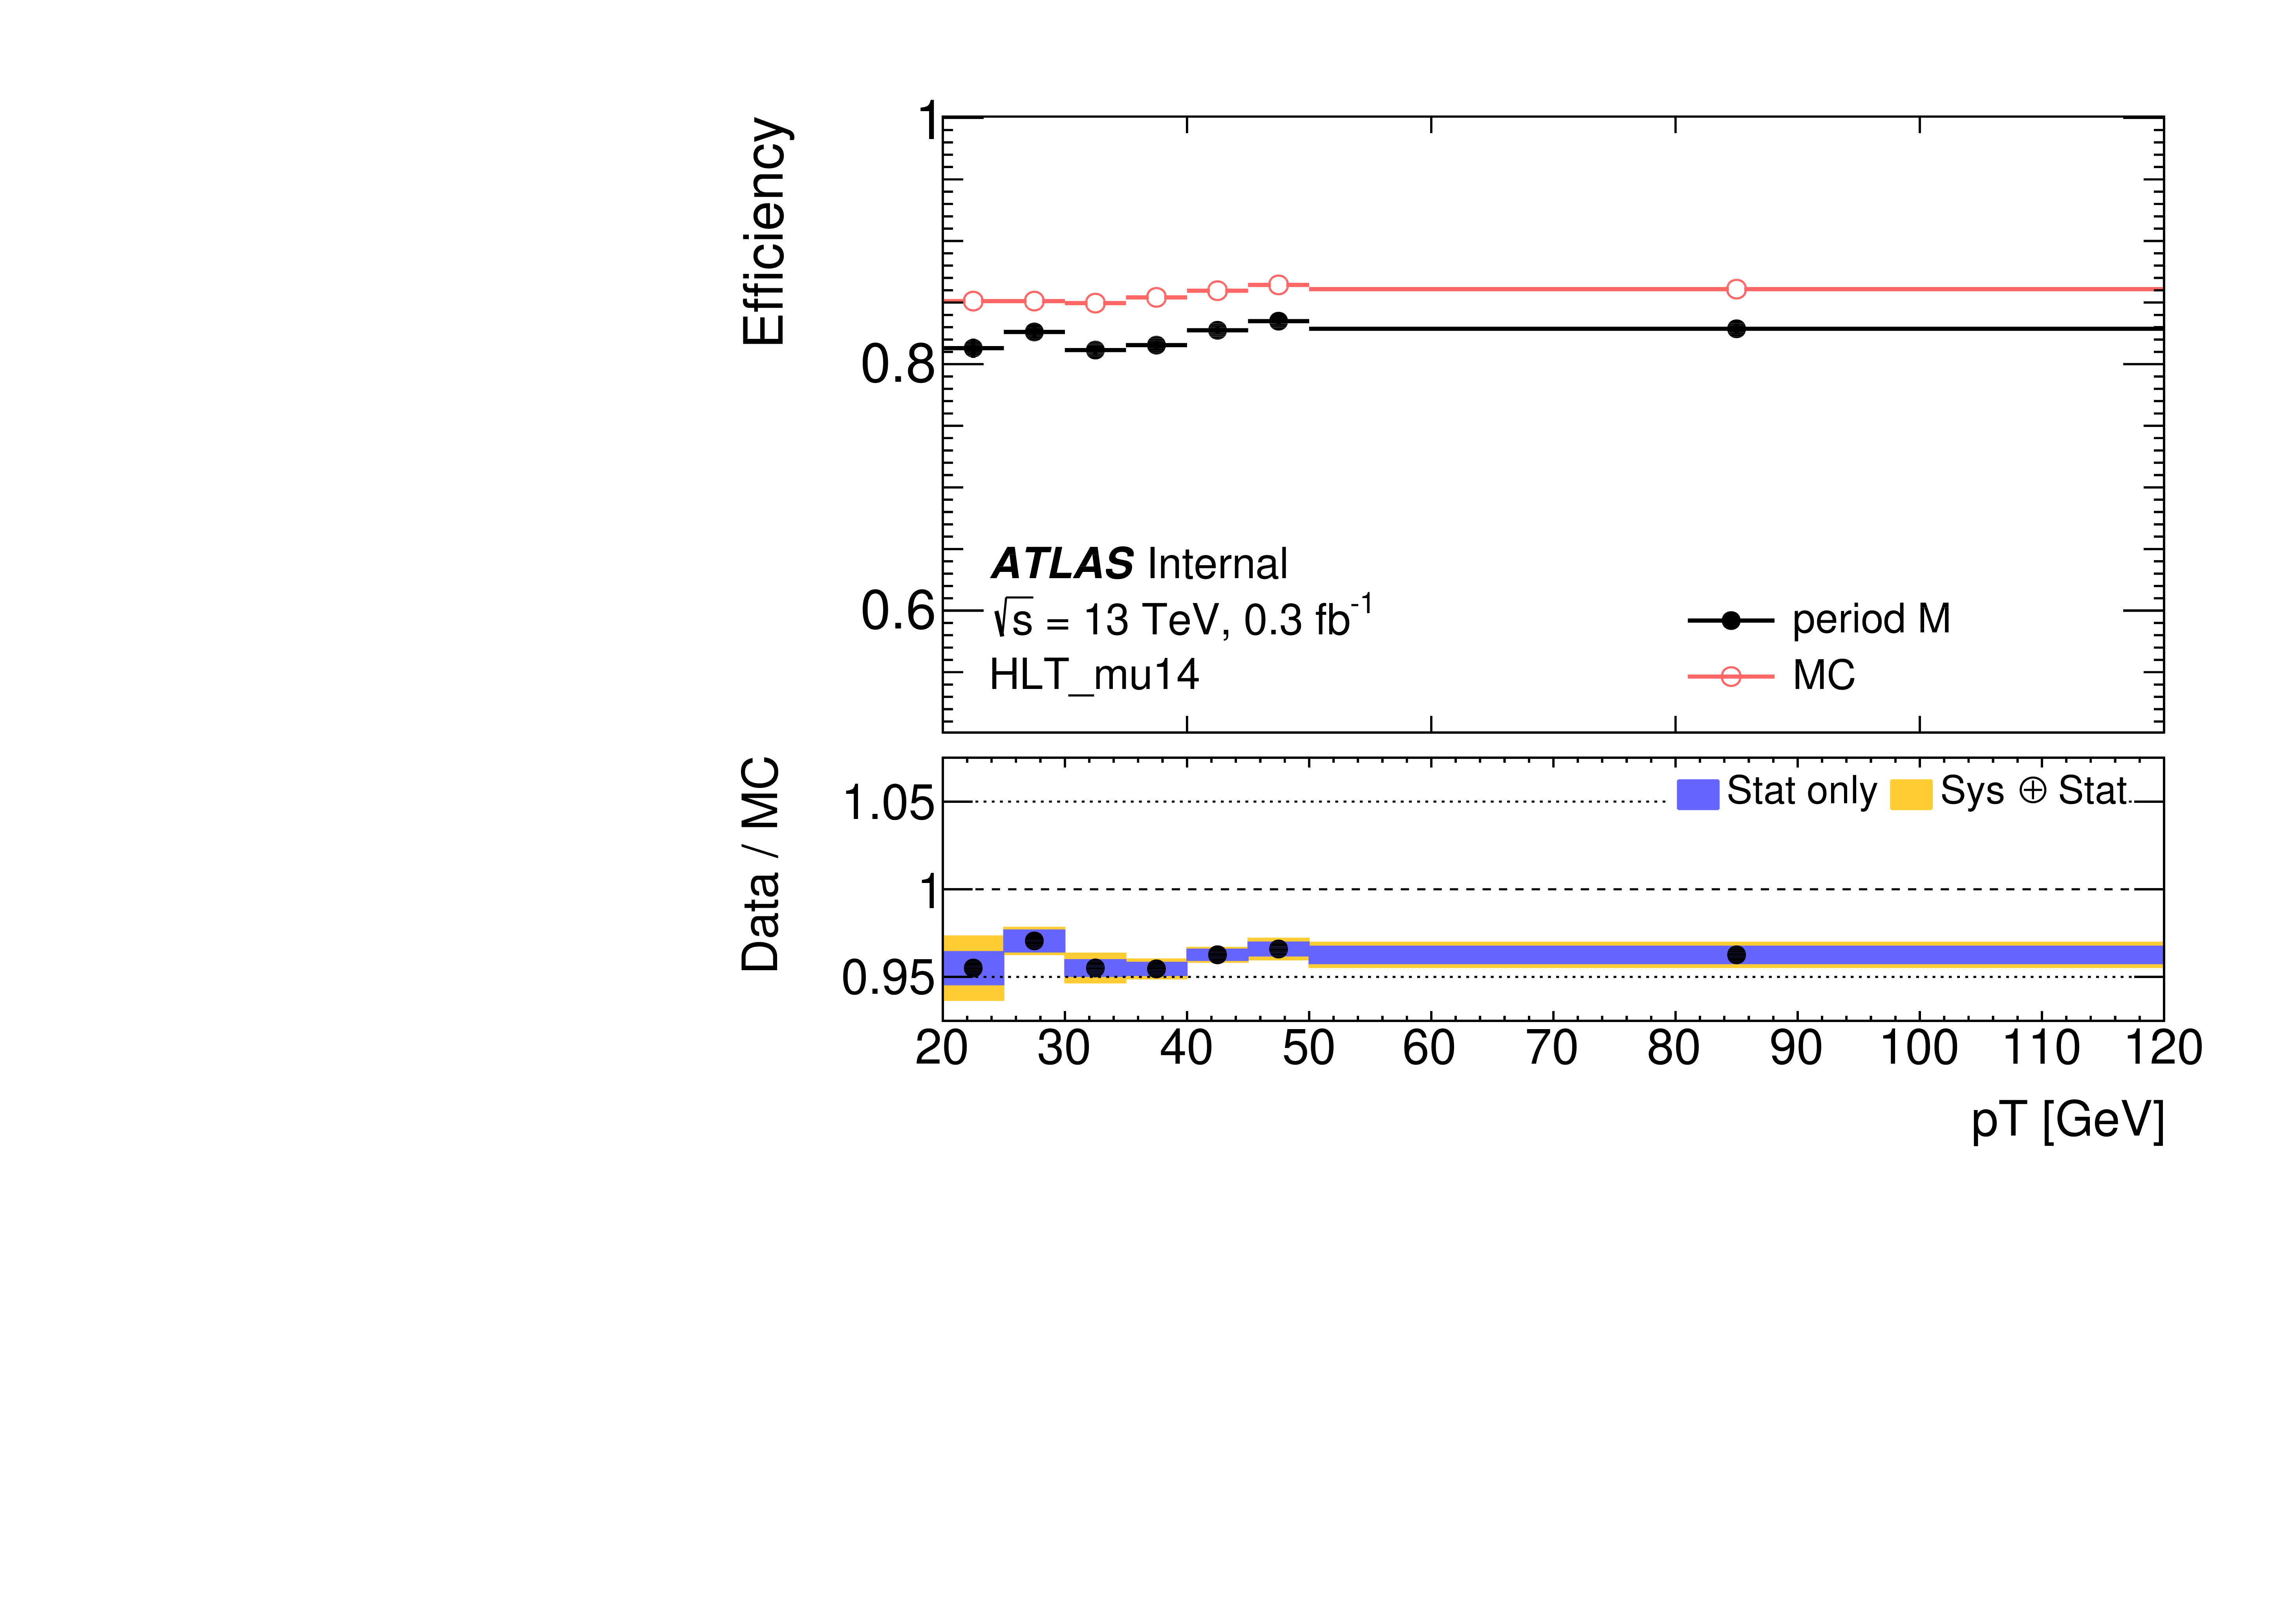 Efficiency
1
0.8
0.6
ATLAS Internal
√s = 13 TeV, 0.3 fb⁻¹
HLT_mu14
period M
MC
Data / MC
1.05
1
0.95
Stat only
Sys ⊕ Stat
20 30 40 50 60 70 80 90 100 110 120
pT [GeV]